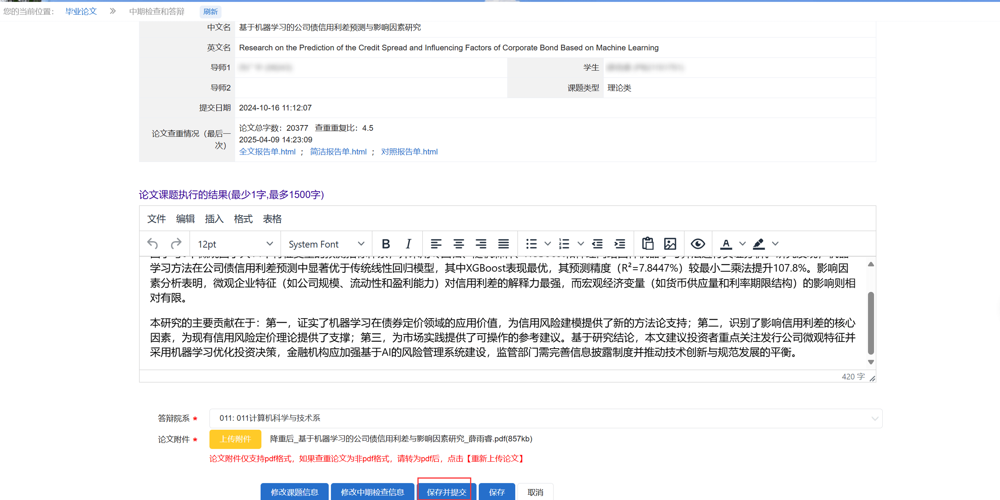 您的当前位置： 毕业论文 » 中期检查和答辩 刷新
中文名 基于机器学习的公司债信用利差预测与影响因素研究
英文名 Research on the Prediction of the Credit Spread and Influencing Factors of Corporate Bond Based on Machine Learning
导师1 学生
导师2 课题类型 理论类
提交日期 2024-10-16 11:12:07
论文查重情况（最后一次） 论文总字数：20377 查重重复比：4.5
2025-04-09 14:23:09
全文报告单.html ； 简洁报告单.html ； 对照报告单.html
论文课题执行的结果(最少1字,最多1500字)
文件 编辑 插入 格式 表格
12pt System Font B I A
学习方法在公司债信用利差预测中显著优于传统线性回归模型，其中XGBoost表现最优，其预测精度（R²=7.8447%）较最小二乘法提升107.8%。影响因
素分析表明，微观企业特征（如公司规模、流动性和盈利能力）对信用利差的解释力最强，而宏观经济变量（如货币供应量和利率期限结构）的影响则相
对有限。
本研究的主要贡献在于：第一，证实了机器学习在债券定价领域的应用价值，为信用风险建模提供了新的方法论支持；第二，识别了影响信用利差的核心
因素，为现有信用风险定价理论提供了支撑；第三，为市场实践提供了可操作的参考建议。基于研究结论，本文建议投资者重点关注发行公司微观特征并
采用机器学习优化投资决策，金融机构应加强基于AI的风险管理系统建设，监管部门需完善信息披露制度并推动技术创新与规范发展的平衡。
420 字
答辩院系 * 011: 011计算机科学与技术系
论文附件 * 上传附件 降重后_基于机器学习的公司债信用利差与影响因素研究_薛雨睿.pdf(857kb)
论文附件仅支持pdf格式，如果查重论文为非pdf格式，请转为pdf后，点击【重新上传论文】
修改课题信息 修改中期检查信息 保存并提交 保存 取消